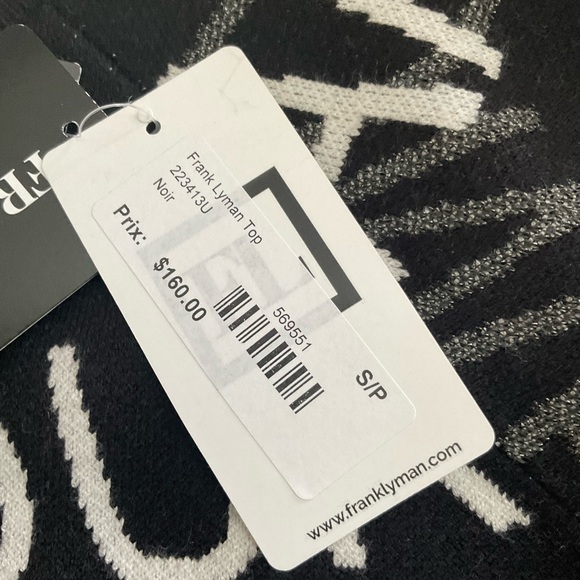 Frank Lyman Top
223413U
Noir
Prix: $160.00
569551
S/P
www.franklyman.com